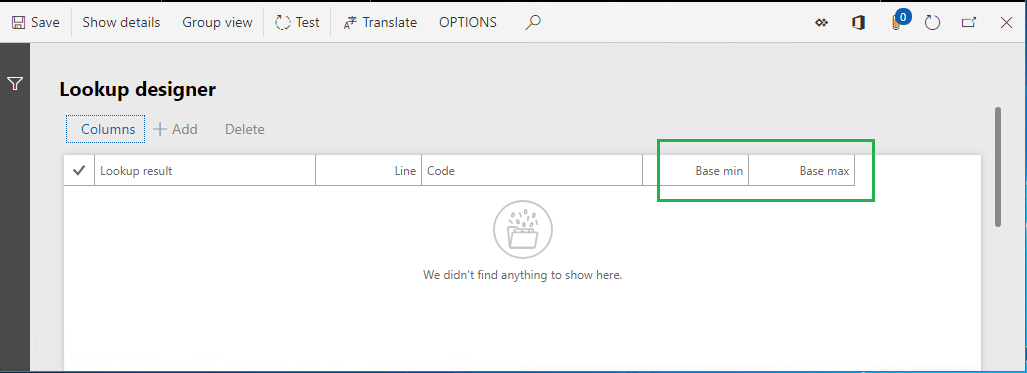 Save Show details Group view Test Translate OPTIONS 0
Lookup designer
Columns Add Delete
Lookup result Line Code Base min Base max
We didn't find anything to show here.